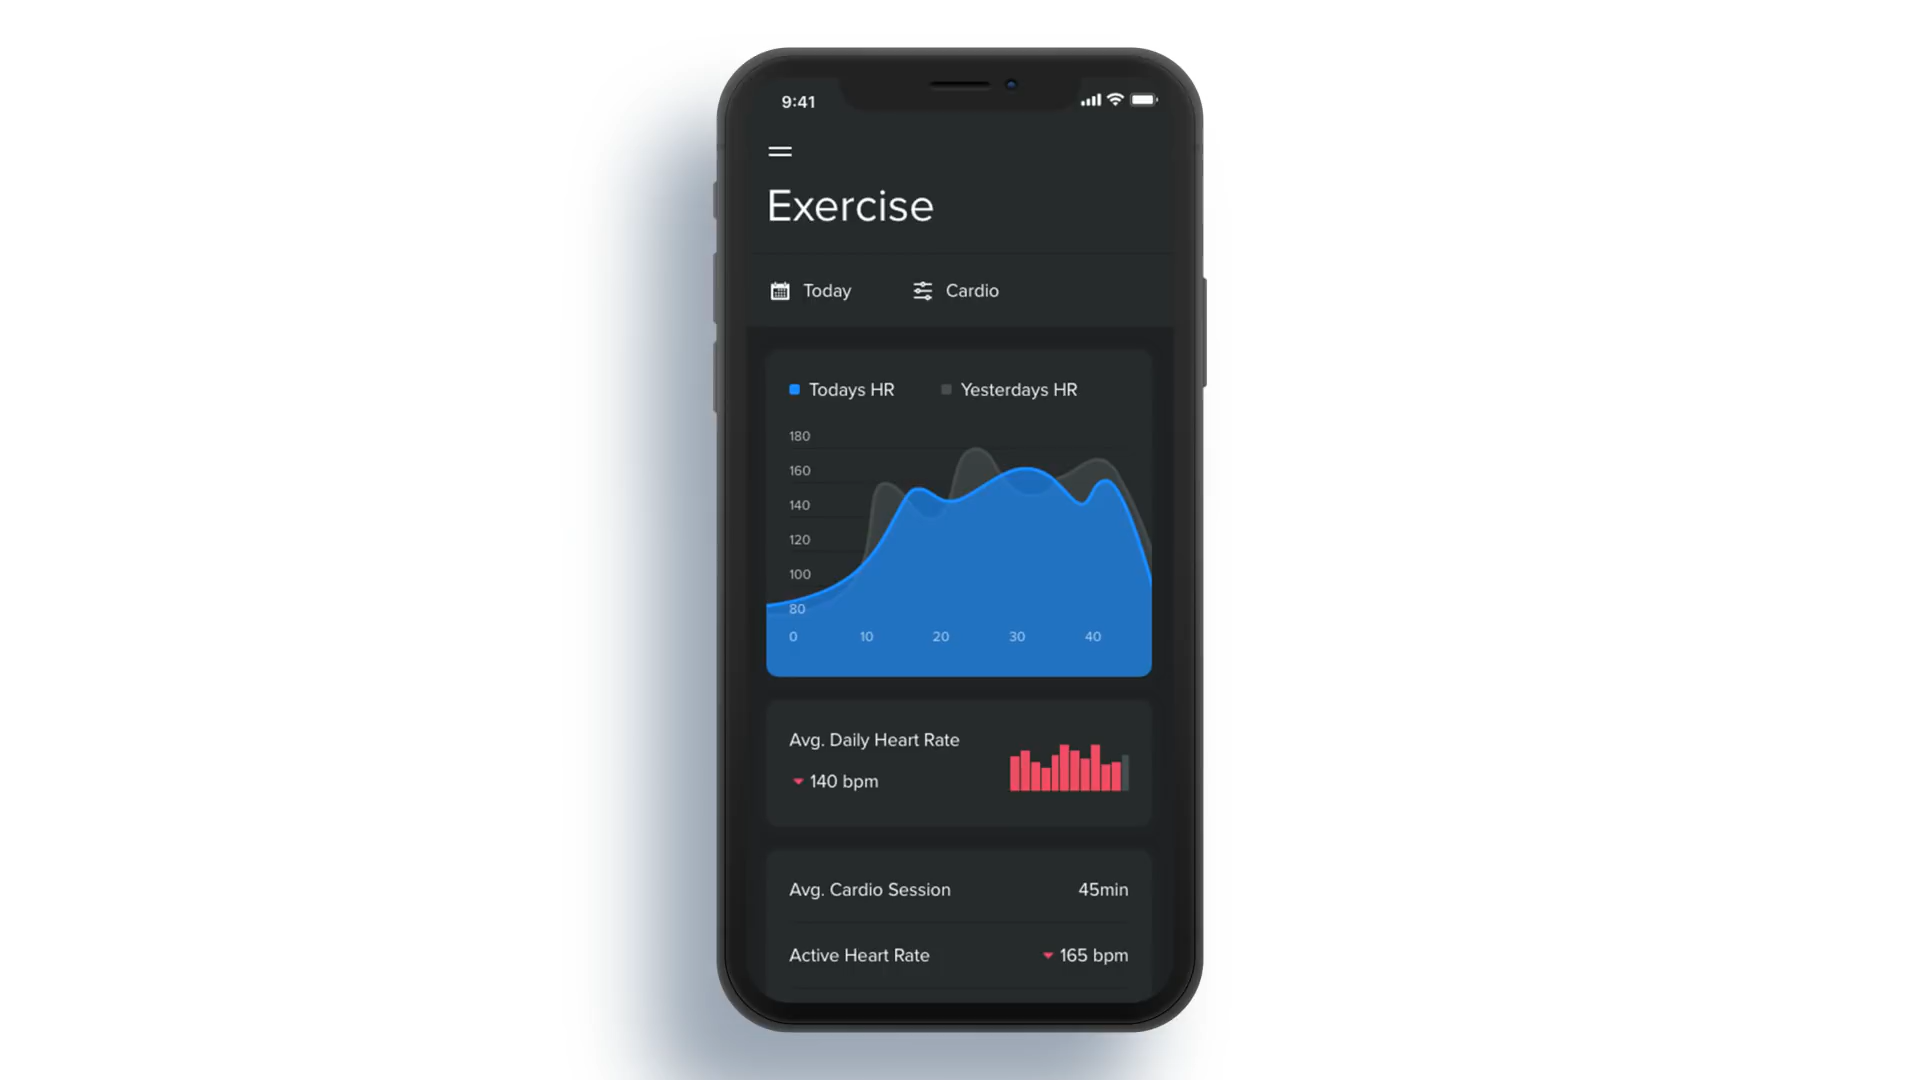 9:41
Exercise
Today Cardio
Todays HR Yesterdays HR
180
160
140
120
100
80
0 10 20 30 40
Avg. Daily Heart Rate
140 bpm
Avg. Cardio Session 45min
Active Heart Rate 165 bpm